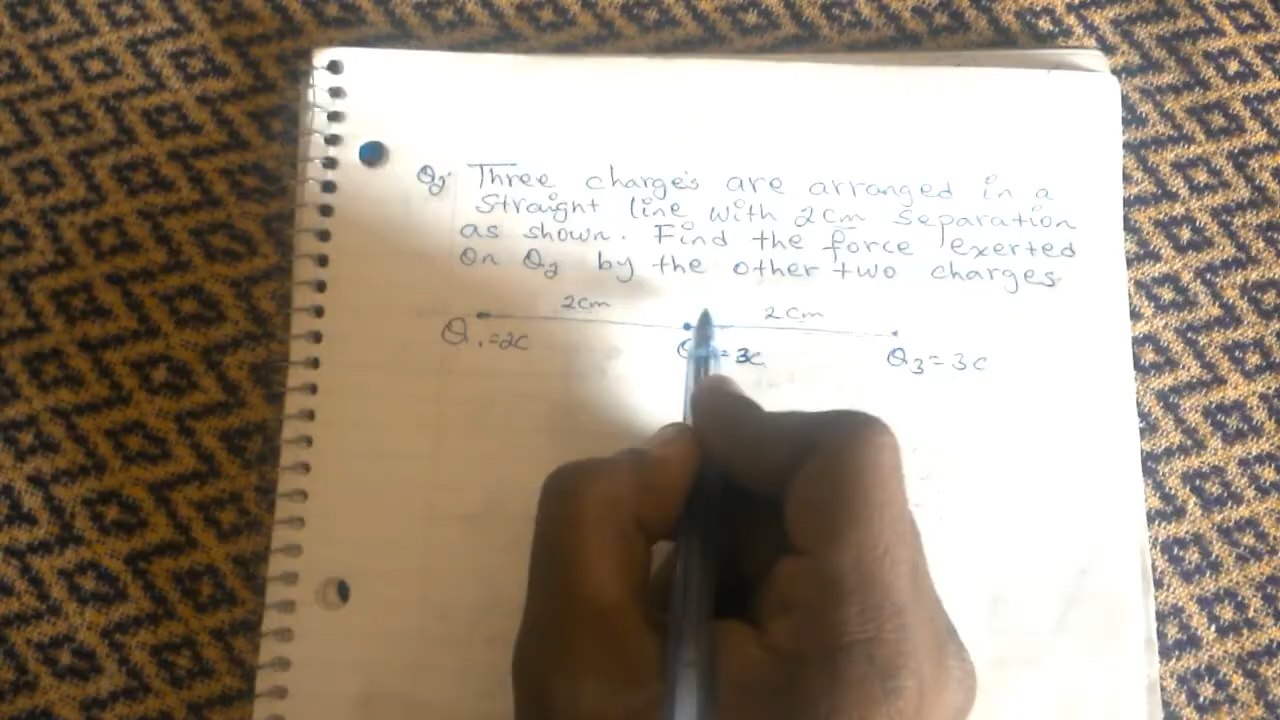 Q: Three charges are arranged in a
straight line with 2cm separation
as shown. Find the force exerted
on Q2 by the other two charges
2cm 2cm
Q1=2C = 3C Q3=3C